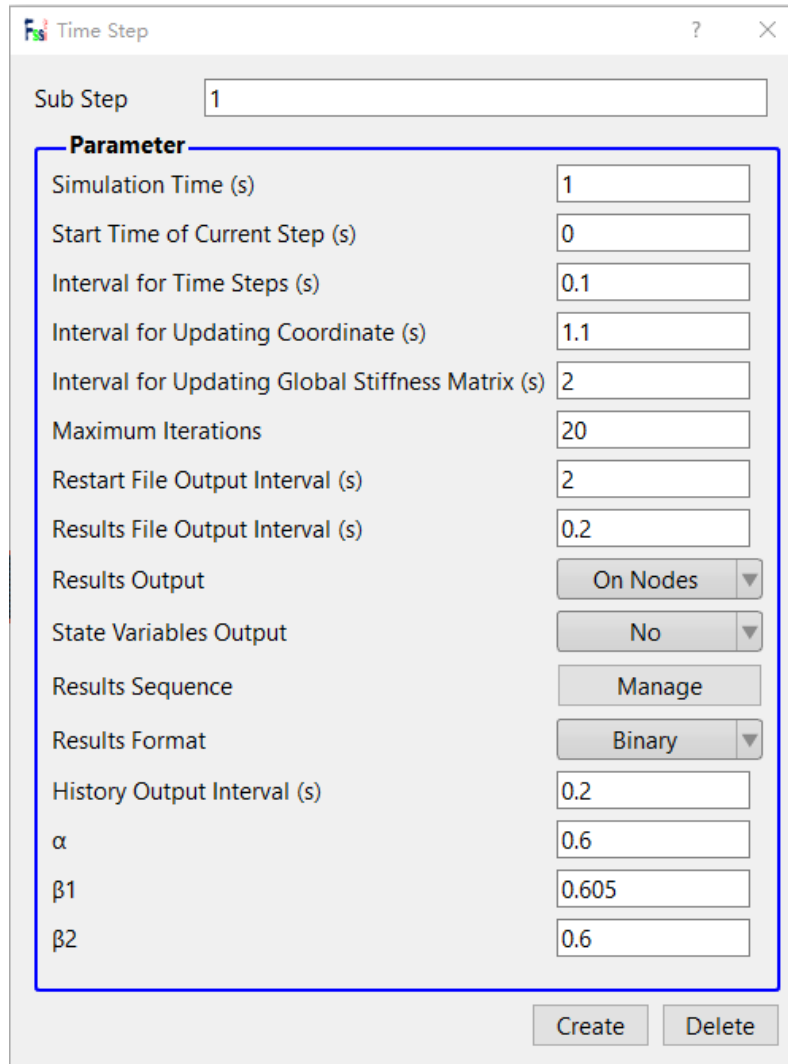 Fssi Time Step ? ×
Sub Step 1
Parameter
Simulation Time (s) 1
Start Time of Current Step (s) 0
Interval for Time Steps (s) 0.1
Interval for Updating Coordinate (s) 1.1
Interval for Updating Global Stiffness Matrix (s) 2
Maximum Iterations 20
Restart File Output Interval (s) 2
Results File Output Interval (s) 0.2
Results Output On Nodes
State Variables Output No
Results Sequence Manage
Results Format Binary
History Output Interval (s) 0.2
α 0.6
β1 0.605
β2 0.6
Create Delete